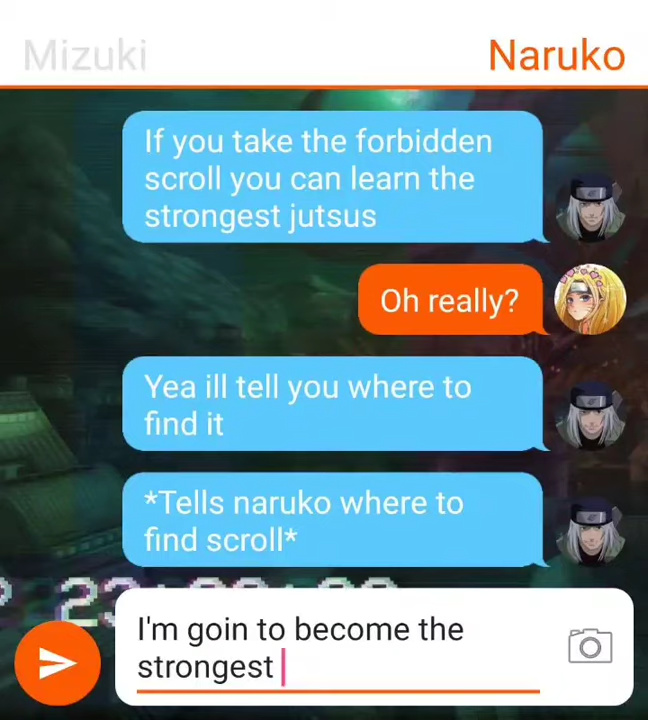 Mizuki Naruko
If you take the forbidden
scroll you can learn the
strongest jutsus
Oh really?
Yea ill tell you where to
find it
*Tells naruko where to
find scroll*
I'm goin to become the
strongest